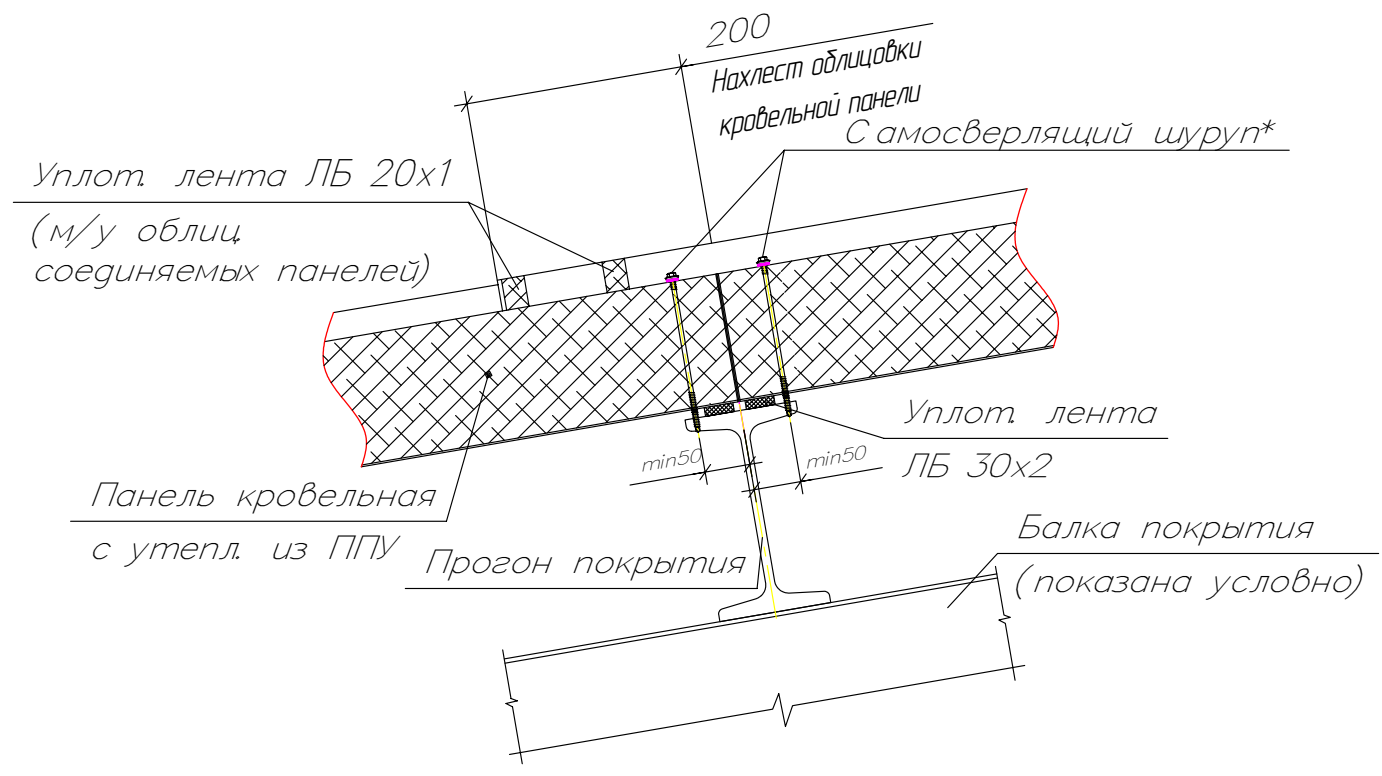 200
Нахлест облицовки
кровельной панели
Самосверлящий шуруп*
Уплот. лента ЛБ 20х1
(м/у облиц.
соединяемых панелей)
Уплот. лента
ЛБ 30х2
min50
min50
Панель кровельная
с утепл. из ППУ
Прогон покрытия
Балка покрытия
(показана условно)